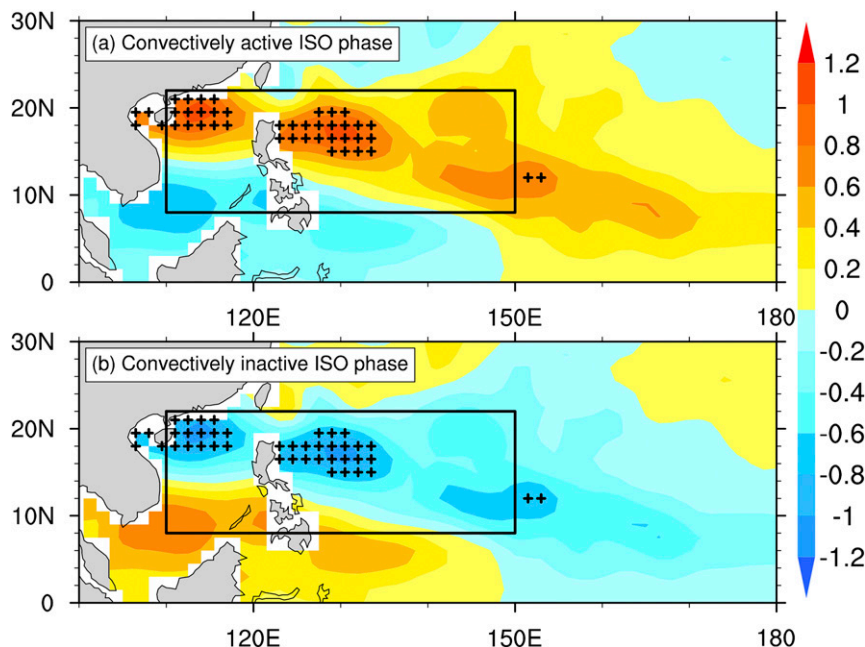 30N
(a) Convectively active ISO phase
20N
10N
0
120E
150E
180
30N
(b) Convectively inactive ISO phase
20N
10N
0
120E
150E
180
1.2
1
0.8
0.6
0.4
0.2
0
-0.2
-0.4
-0.6
-0.8
-1
-1.2